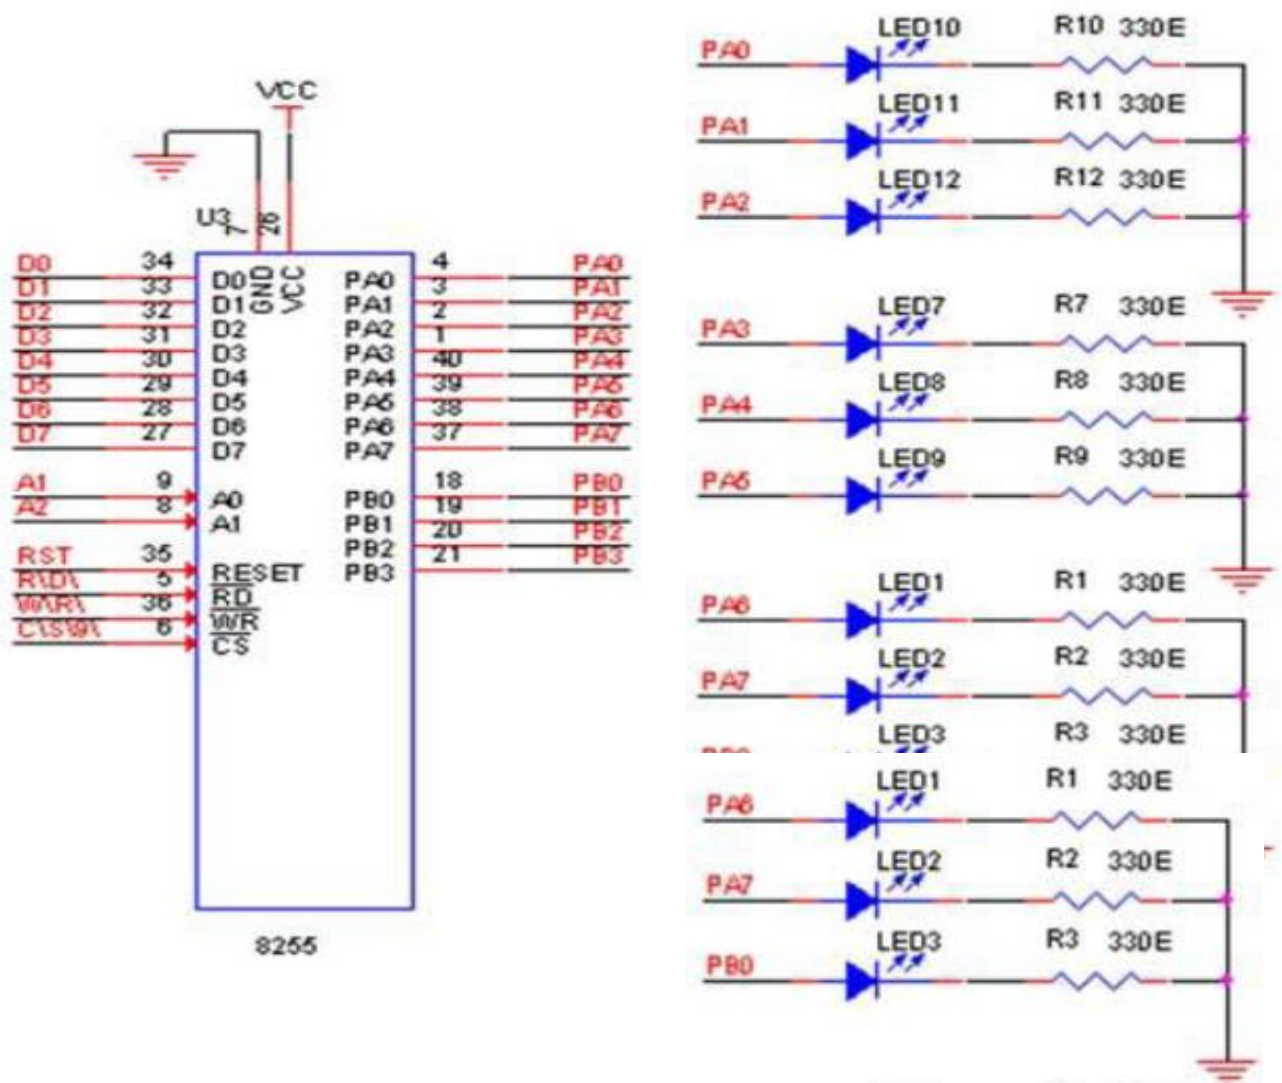 VCC
U3
7
26
GND
VCC
D0 34 D0 PA0 4 PA0
D1 33 D1 PA1 3 PA1
D2 32 D2 PA2 2 PA2
D3 31 D3 PA3 1 PA3
D4 30 D4 PA4 40 PA4
D5 29 D5 PA5 39 PA5
D6 28 D6 PA6 38 PA6
D7 27 D7 PA7 37 PA7
A1 9 A0 PB0 18 PB0
A2 8 A1 PB1 19 PB1
PB2 20 PB2
RST 35 RESET PB3 21 PB3
R\D\ 5 RD
W\R\ 36 WR
6 CS
8255
PA0 LED10 R10 330E
PA1 LED11 R11 330E
PA2 LED12 R12 330E
PA3 LED7 R7 330E
PA4 LED8 R8 330E
PA5 LED9 R9 330E
PA6 LED1 R1 330E
PA7 LED2 R2 330E
LED3 R3 330E
PA6 LED1 R1 330E
PA7 LED2 R2 330E
PB0 LED3 R3 330E